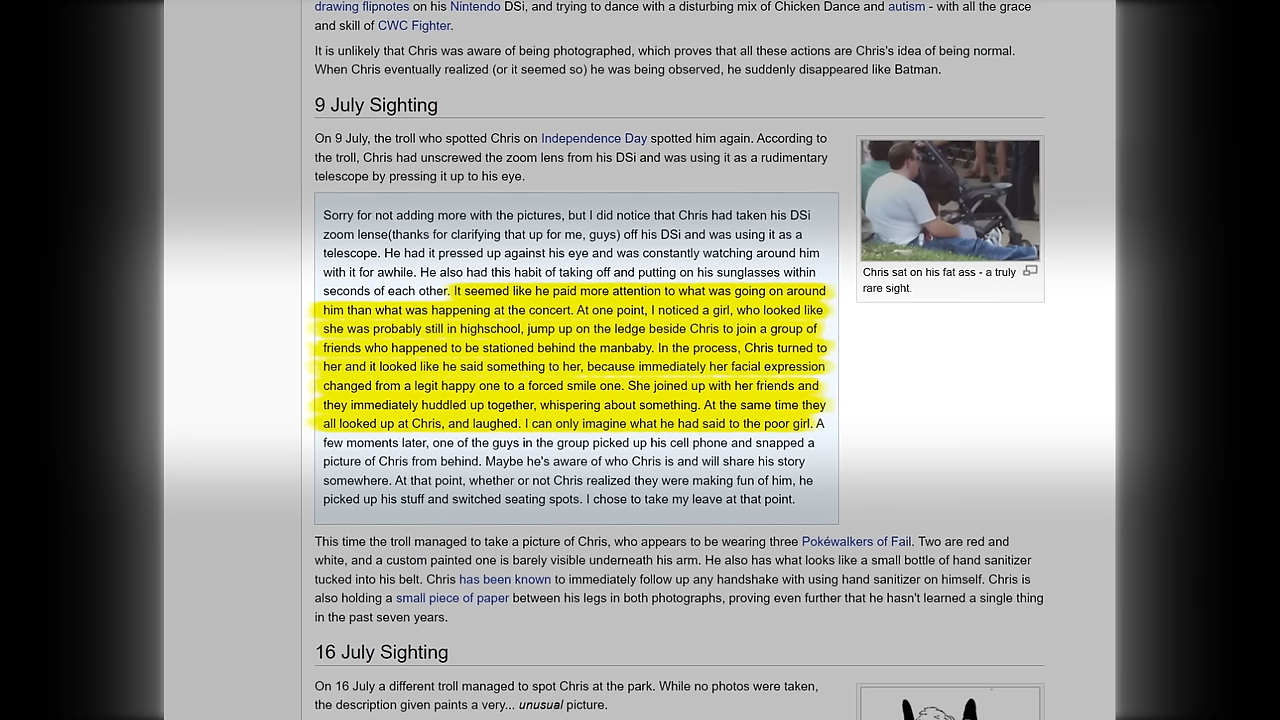 drawing flipnotes on his Nintendo DSi, and trying to dance with a disturbing mix of Chicken Dance and autism - with all the grace
and skill of CWC Fighter.
It is unlikely that Chris was aware of being photographed, which proves that all these actions are Chris's idea of being normal.
When Chris eventually realized (or it seemed so) he was being observed, he suddenly disappeared like Batman.
9 July Sighting
On 9 July, the troll who spotted Chris on Independence Day spotted him again. According to
the troll, Chris had unscrewed the zoom lens from his DSi and was using it as a rudimentary
telescope by pressing it up to his eye.
Sorry for not adding more with the pictures, but I did notice that Chris had taken his DSi
zoom lense(thanks for clarifying that up for me, guys) off his DSi and was using it as a
telescope. He had it pressed up against his eye and was constantly watching around him
with it for awhile. He also had this habit of taking off and putting on his sunglasses within
seconds of each other. It seemed like he paid more attention to what was going on around
him than what was happening at the concert. At one point, I noticed a girl, who looked like
she was probably still in highschool, jump up on the ledge beside Chris to join a group of
friends who happened to be stationed behind the manbaby. In the process, Chris turned to
her and it looked like he said something to her, because immediately her facial expression
changed from a legit happy one to a forced smile one. She joined up with her friends and
they immediately huddled up together, whispering about something. At the same time they
all looked up at Chris, and laughed. I can only imagine what he had said to the poor girl. A
few moments later, one of the guys in the group picked up his cell phone and snapped a
picture of Chris from behind. Maybe he's aware of who Chris is and will share his story
somewhere. At that point, whether or not Chris realized they were making fun of him, he
picked up his stuff and switched seating spots. I chose to take my leave at that point.
Chris sat on his fat ass - a truly
rare sight.
This time the troll managed to take a picture of Chris, who appears to be wearing three Pokéwalkers of Fail. Two are red and
white, and a custom painted one is barely visible underneath his arm. He also has what looks like a small bottle of hand sanitizer
tucked into his belt. Chris has been known to immediately follow up any handshake with using hand sanitizer on himself. Chris is
also holding a small piece of paper between his legs in both photographs, proving even further that he hasn't learned a single thing
in the past seven years.
16 July Sighting
On 16 July a different troll managed to spot Chris at the park. While no photos were taken,
the description given paints a very... unusual picture.